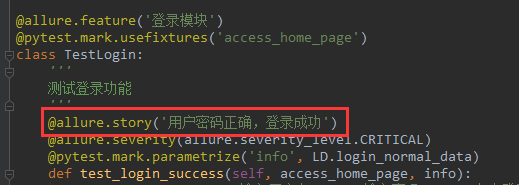 @allure.feature('登录模块')
@pytest.mark.usefixtures('access_home_page')
class TestLogin:
'''
测试登录功能
'''
@allure.story('用户密码正确，登录成功')
@allure.severity(allure.severity_level.CRITICAL)
@pytest.mark.parametrize('info', LD.login_normal_data)
def test_login_success(self, access_home_page, info):